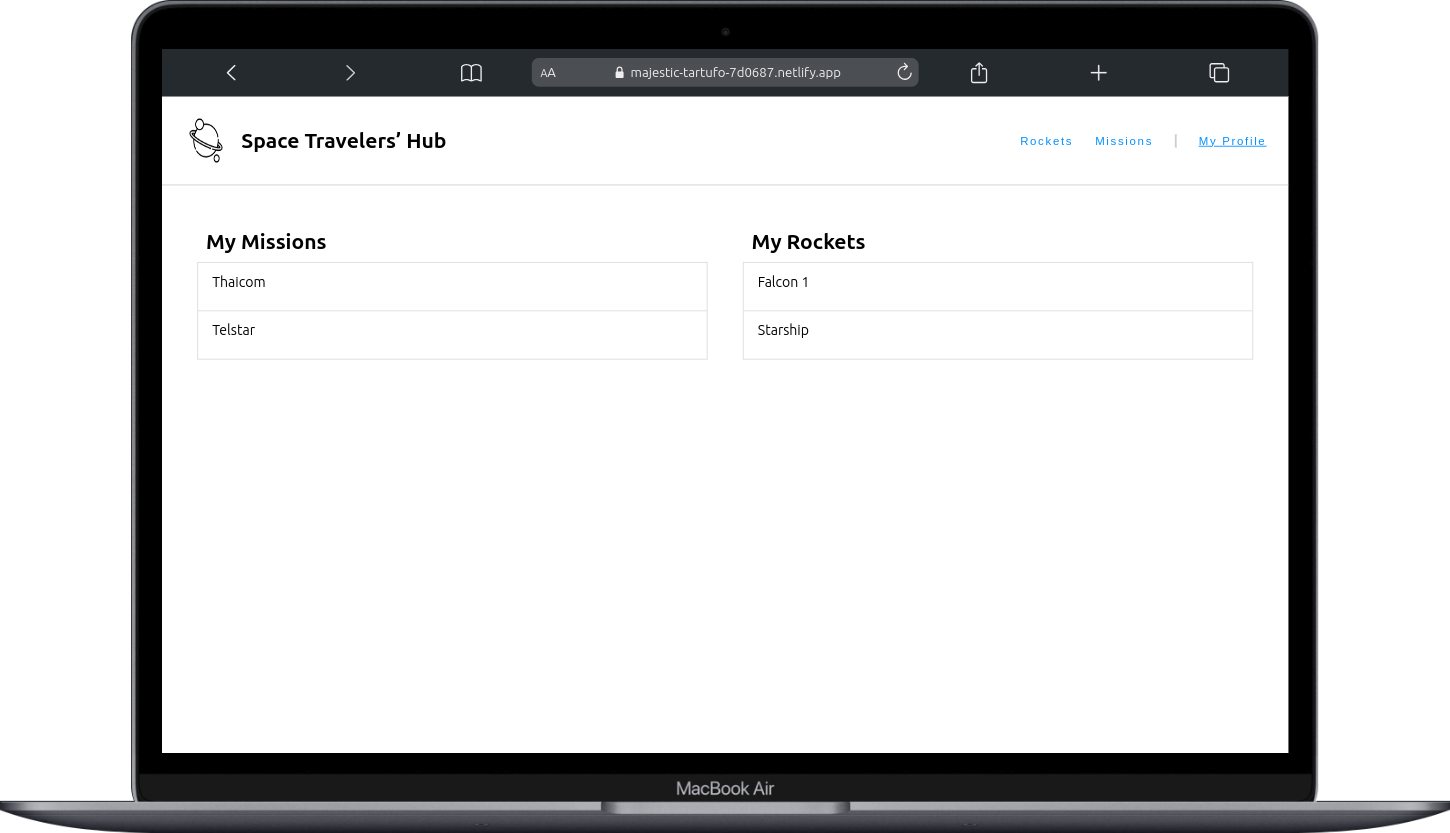 AA majestic-tartufo-7d0687.netlify.app
Space Travelers’ Hub
Rockets Missions | My Profile
My Missions
Thaicom
Telstar
My Rockets
Falcon 1
Starship
MacBook Air